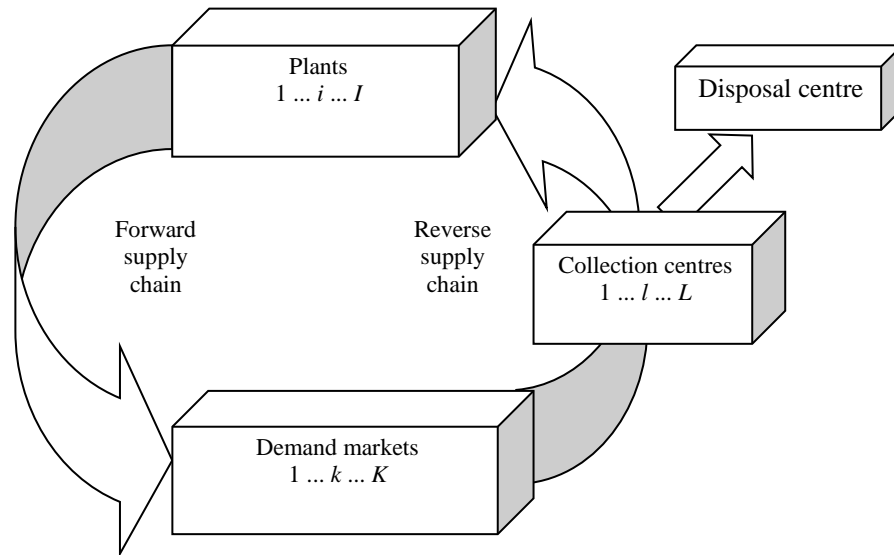 Plants
1 ... i ... I
Disposal centre
Forward
supply
chain
Reverse
supply
chain
Collection centres
1 ... l ... L
Demand markets
1 ... k ... K